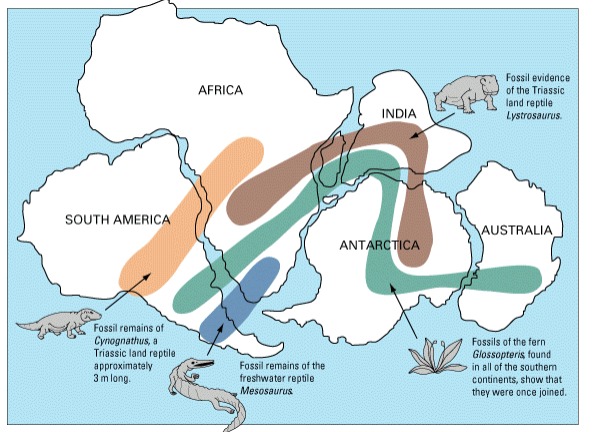 AFRICA
INDIA
Fossil evidence
of the Triassic
land reptile
Lystrosaurus.
SOUTH AMERICA
ANTARCTICA
AUSTRALIA
Fossil remains of
Cynognathus, a
Triassic land reptile
approximately
3 m long.
Fossil remains of the
freshwater reptile
Mesosaurus.
Fossils of the fern
Glossopteris, found
in all of the southern
continents, show that
they were once joined.